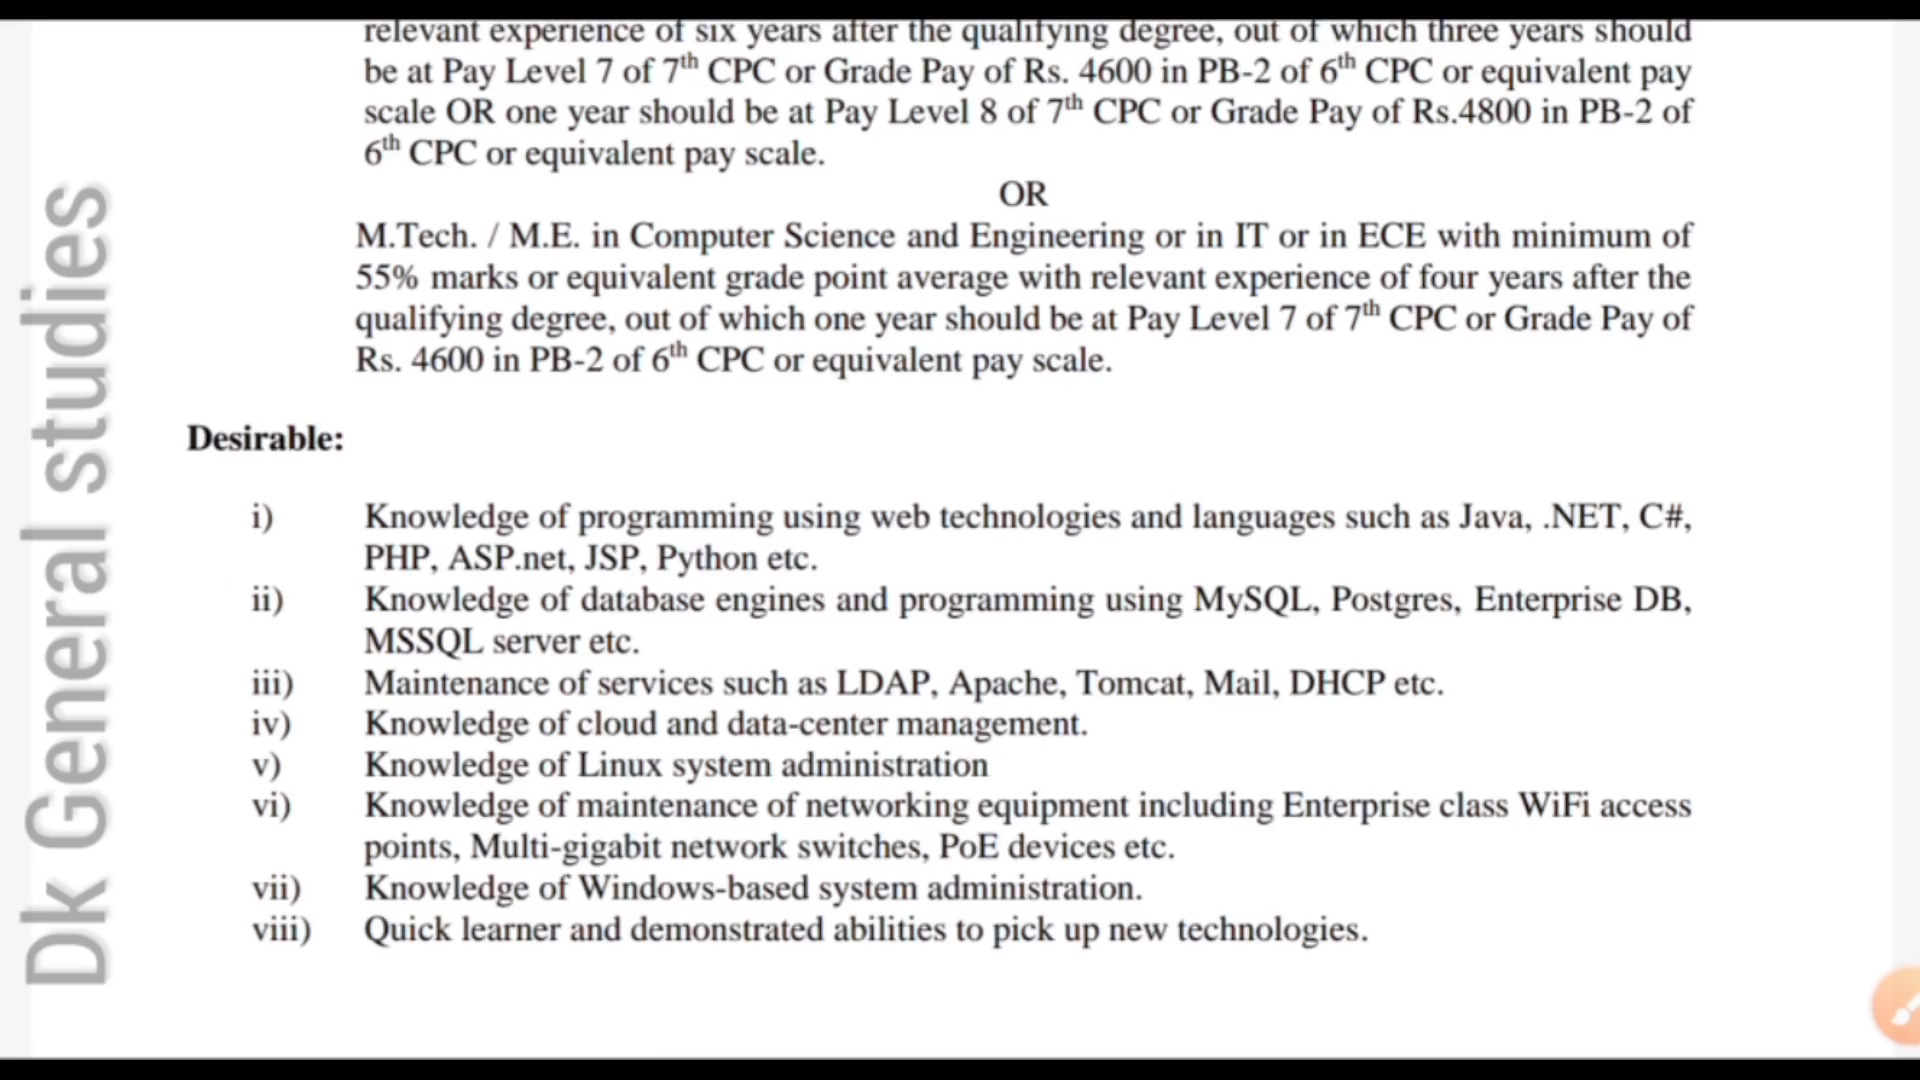 relevant experience of six years after the qualifying degree, out of which three years should
be at Pay Level 7 of 7th CPC or Grade Pay of Rs. 4600 in PB-2 of 6th CPC or equivalent pay
scale OR one year should be at Pay Level 8 of 7th CPC or Grade Pay of Rs.4800 in PB-2 of
6th CPC or equivalent pay scale.
OR
M.Tech. / M.E. in Computer Science and Engineering or in IT or in ECE with minimum of
55% marks or equivalent grade point average with relevant experience of four years after the
qualifying degree, out of which one year should be at Pay Level 7 of 7th CPC or Grade Pay of
Rs. 4600 in PB-2 of 6th CPC or equivalent pay scale.
Desirable:
i) Knowledge of programming using web technologies and languages such as Java, .NET, C#,
PHP, ASP.net, JSP, Python etc.
ii) Knowledge of database engines and programming using MySQL, Postgres, Enterprise DB,
MSSQL server etc.
iii) Maintenance of services such as LDAP, Apache, Tomcat, Mail, DHCP etc.
iv) Knowledge of cloud and data-center management.
v) Knowledge of Linux system administration
vi) Knowledge of maintenance of networking equipment including Enterprise class WiFi access
points, Multi-gigabit network switches, PoE devices etc.
vii) Knowledge of Windows-based system administration.
viii) Quick learner and demonstrated abilities to pick up new technologies.
Dk General studies